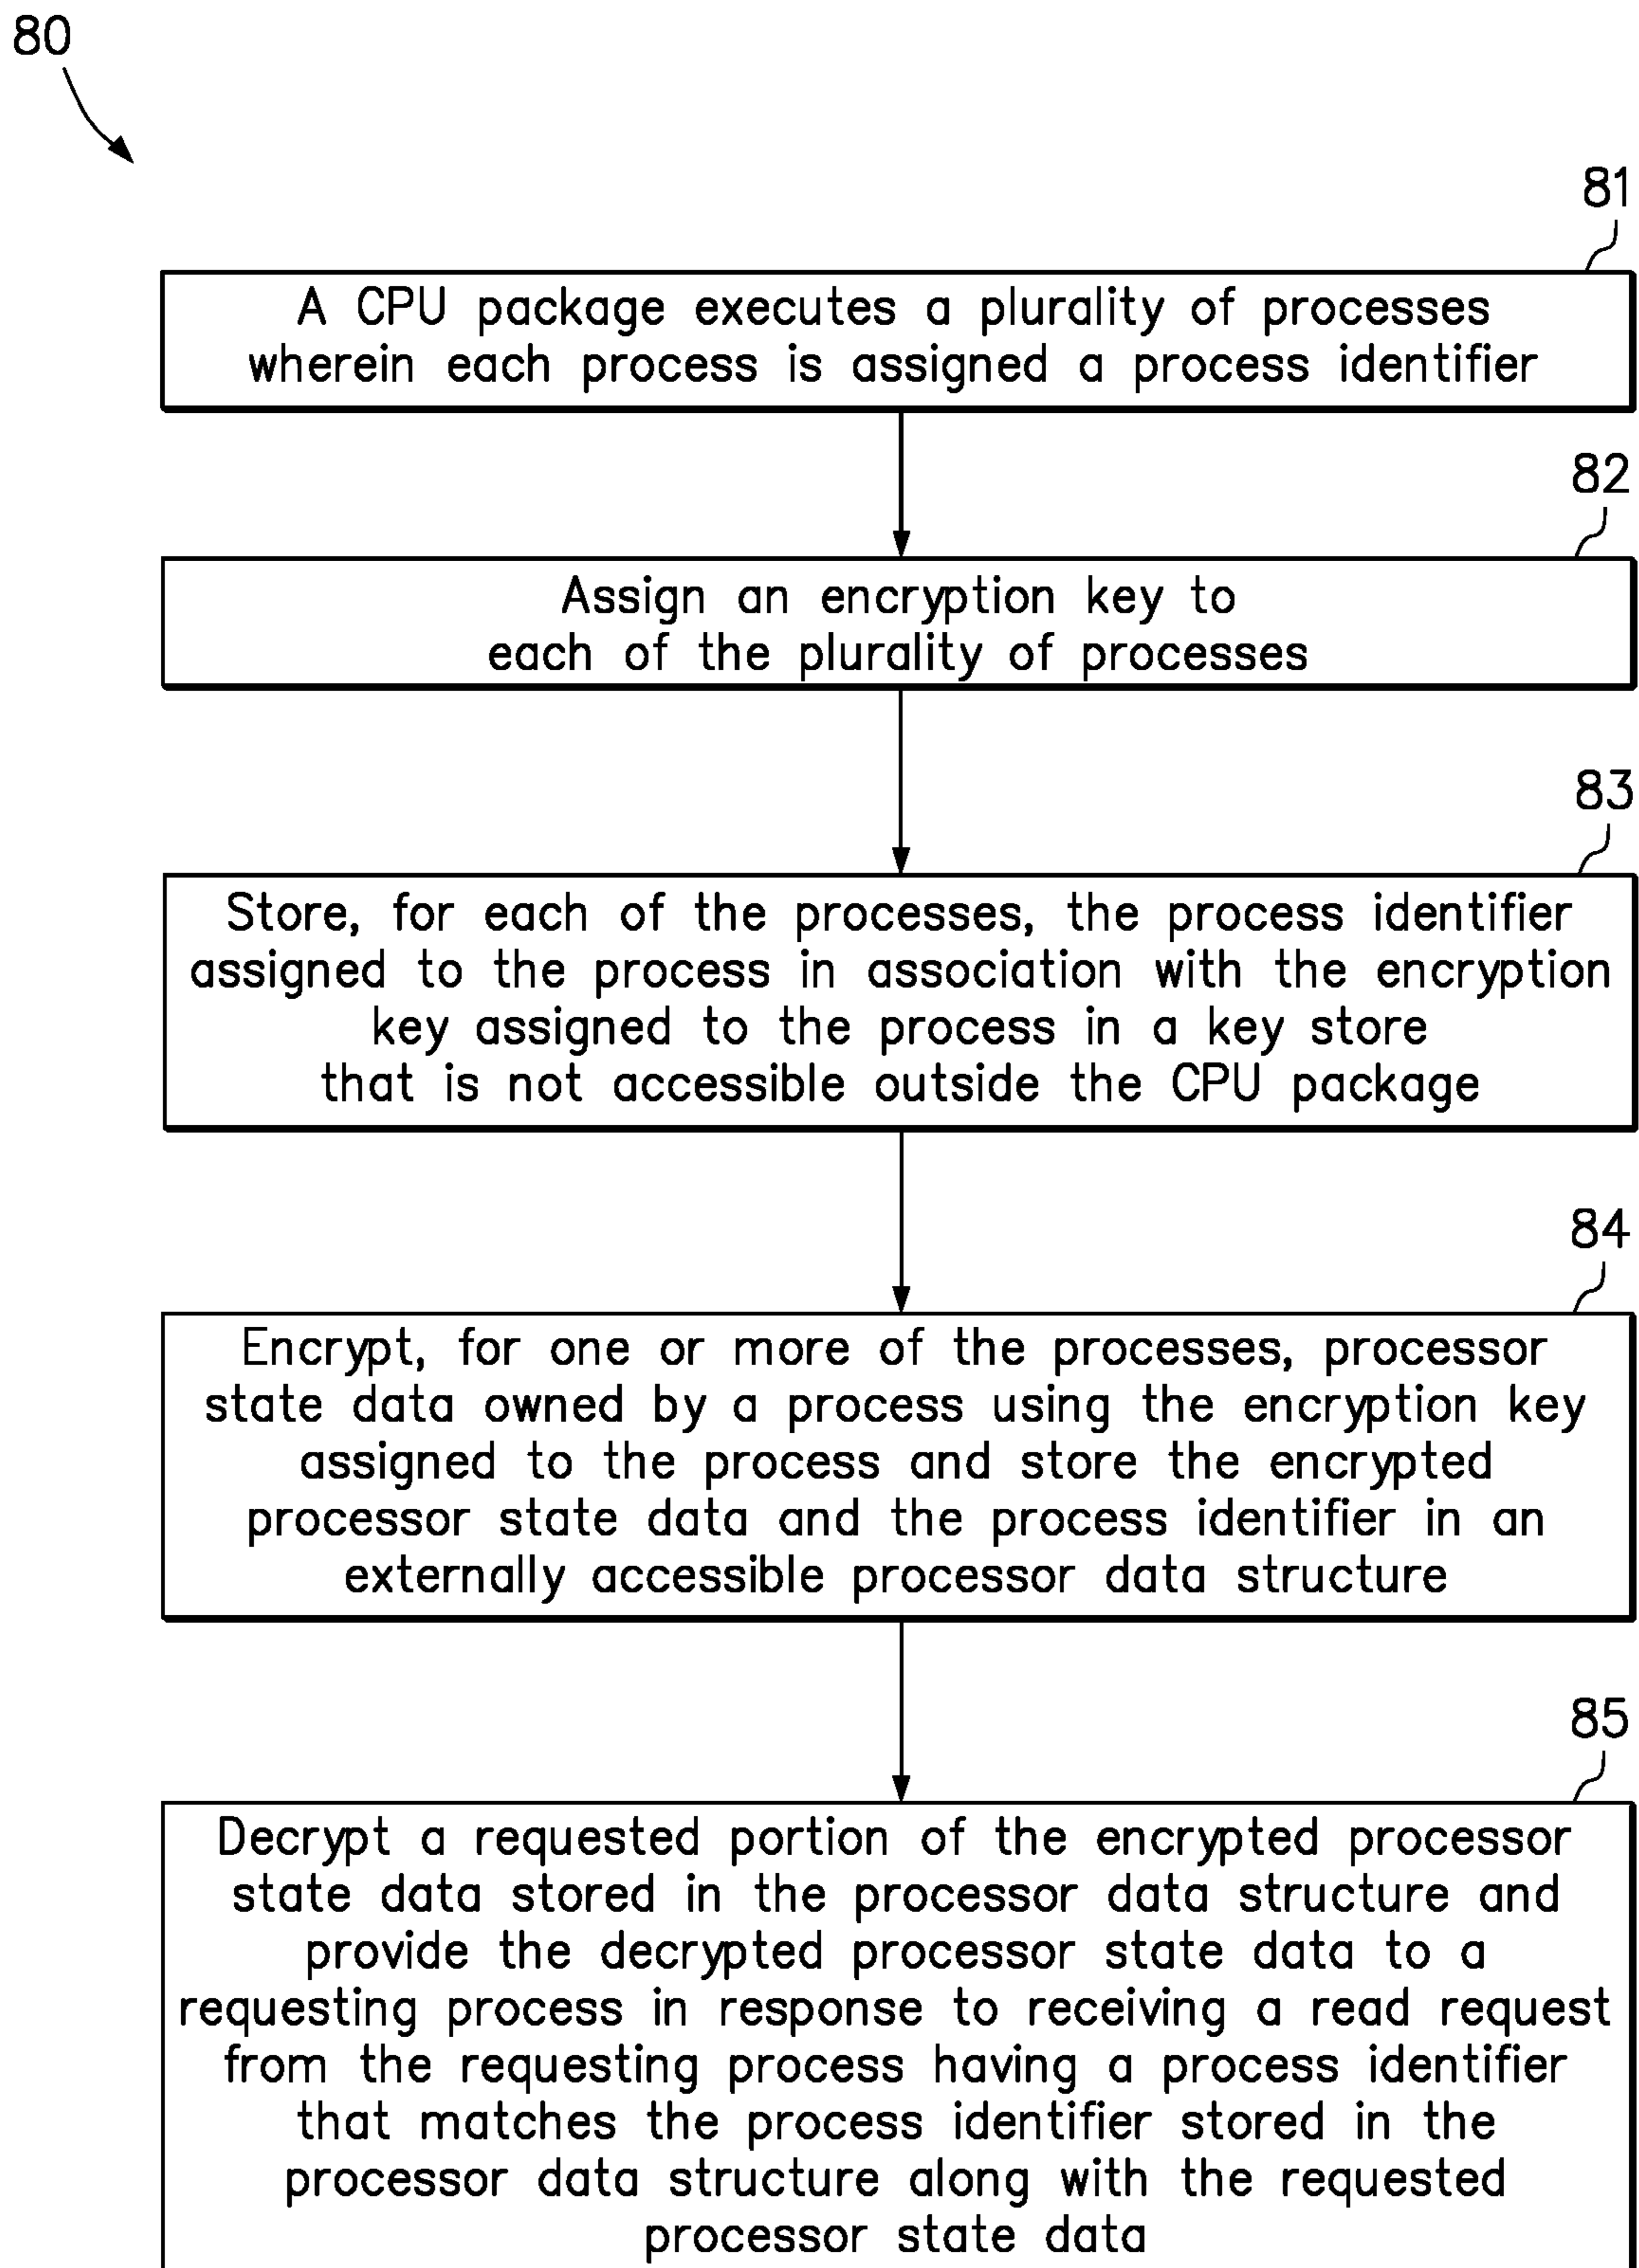 80
81
A CPU package executes a plurality of processes
wherein each process is assigned a process identifier
82
Assign an encryption key to
each of the plurality of processes
83
Store, for each of the processes, the process identifier
assigned to the process in association with the encryption
key assigned to the process in a key store
that is not accessible outside the CPU package
84
Encrypt, for one or more of the processes, processor
state data owned by a process using the encryption key
assigned to the process and store the encrypted
processor state data and the process identifier in an
externally accessible processor data structure
85
Decrypt a requested portion of the encrypted processor
state data stored in the processor data structure and
provide the decrypted processor state data to a
requesting process in response to receiving a read request
from the requesting process having a process identifier
that matches the process identifier stored in the
processor data structure along with the requested
processor state data